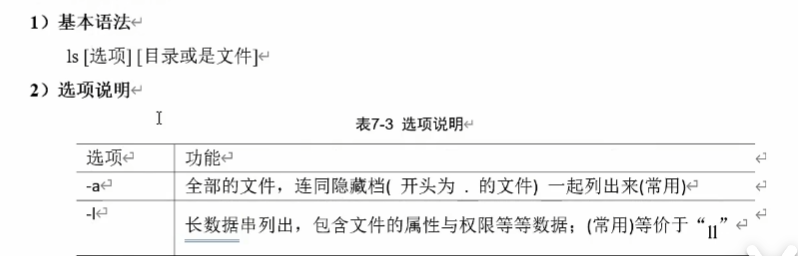 1）基本语法
ls [选项] [目录或是文件]
2）选项说明
表7-3 选项说明
选项 功能
-a 全部的文件，连同隐藏档( 开头为 . 的文件) 一起列出来(常用)
-l 长数据串列出，包含文件的属性与权限等等数据；(常用)等价于“ll”